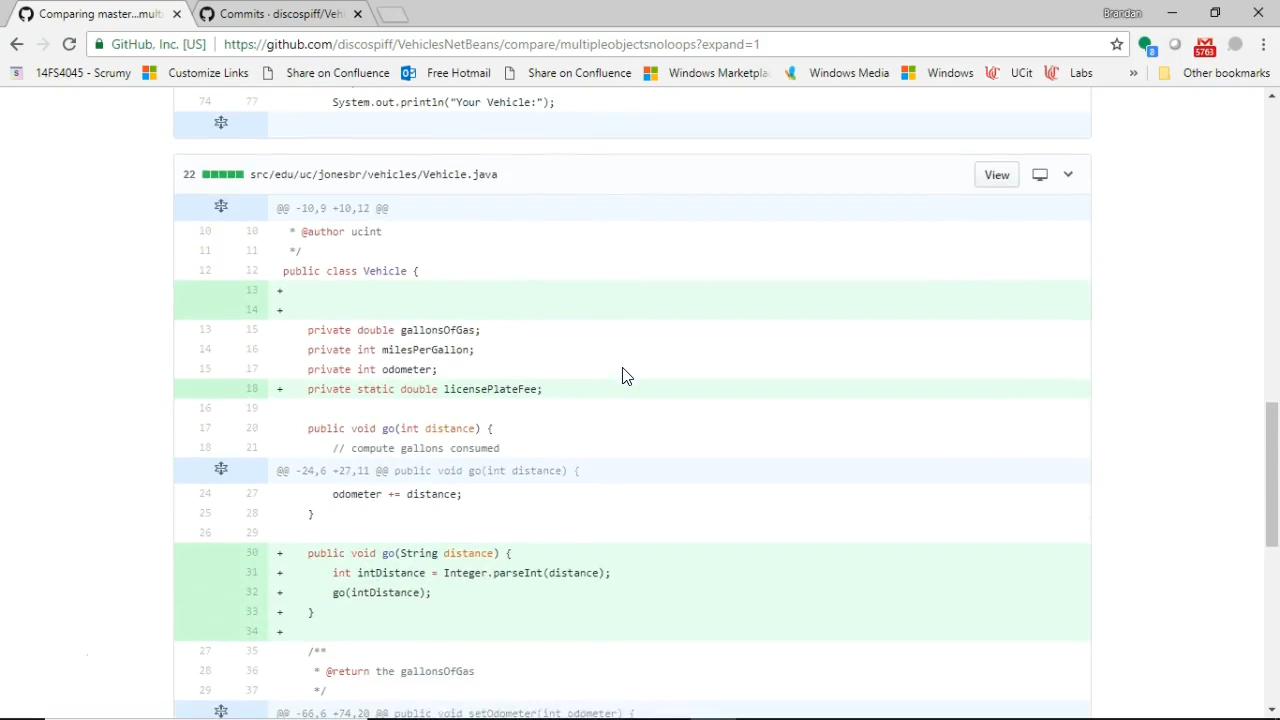 Comparing master...mult
Commits · discospiff/Veh
Brandan
GitHub, Inc. [US]
https://github.com/discospiff/VehiclesNetBeans/compare/multipleobjectsnoloops?expand=1
8
5763
14FS4045 - Scrumy
Customize Links
Share on Confluence
Free Hotmail
Share on Confluence
Windows Marketpla
Windows Media
Windows
UCit
Labs
»
Other bookmarks
74 77 System.out.println("Your Vehicle:");
22 src/edu/uc/jonesbr/vehicles/Vehicle.java View
@@ -10,9 +10,12 @@
10 10 * @author ucint
11 11 */
12 12 public class Vehicle {
13 +
14 +
13 15 private double gallonsOfGas;
14 16 private int milesPerGallon;
15 17 private int odometer;
18 + private static double licensePlateFee;
16 19
17 20 public void go(int distance) {
18 21 // compute gallons consumed
@@ -24,6 +27,11 @@ public void go(int distance) {
24 27 odometer += distance;
25 28 }
26 29
30 + public void go(String distance) {
31 + int intDistance = Integer.parseInt(distance);
32 + go(intDistance);
33 + }
34 +
27 35 /**
28 36 * @return the gallonsOfGas
29 37 */
@@ -66,6 +74,20 @@ public void setOdometer(int odometer) {